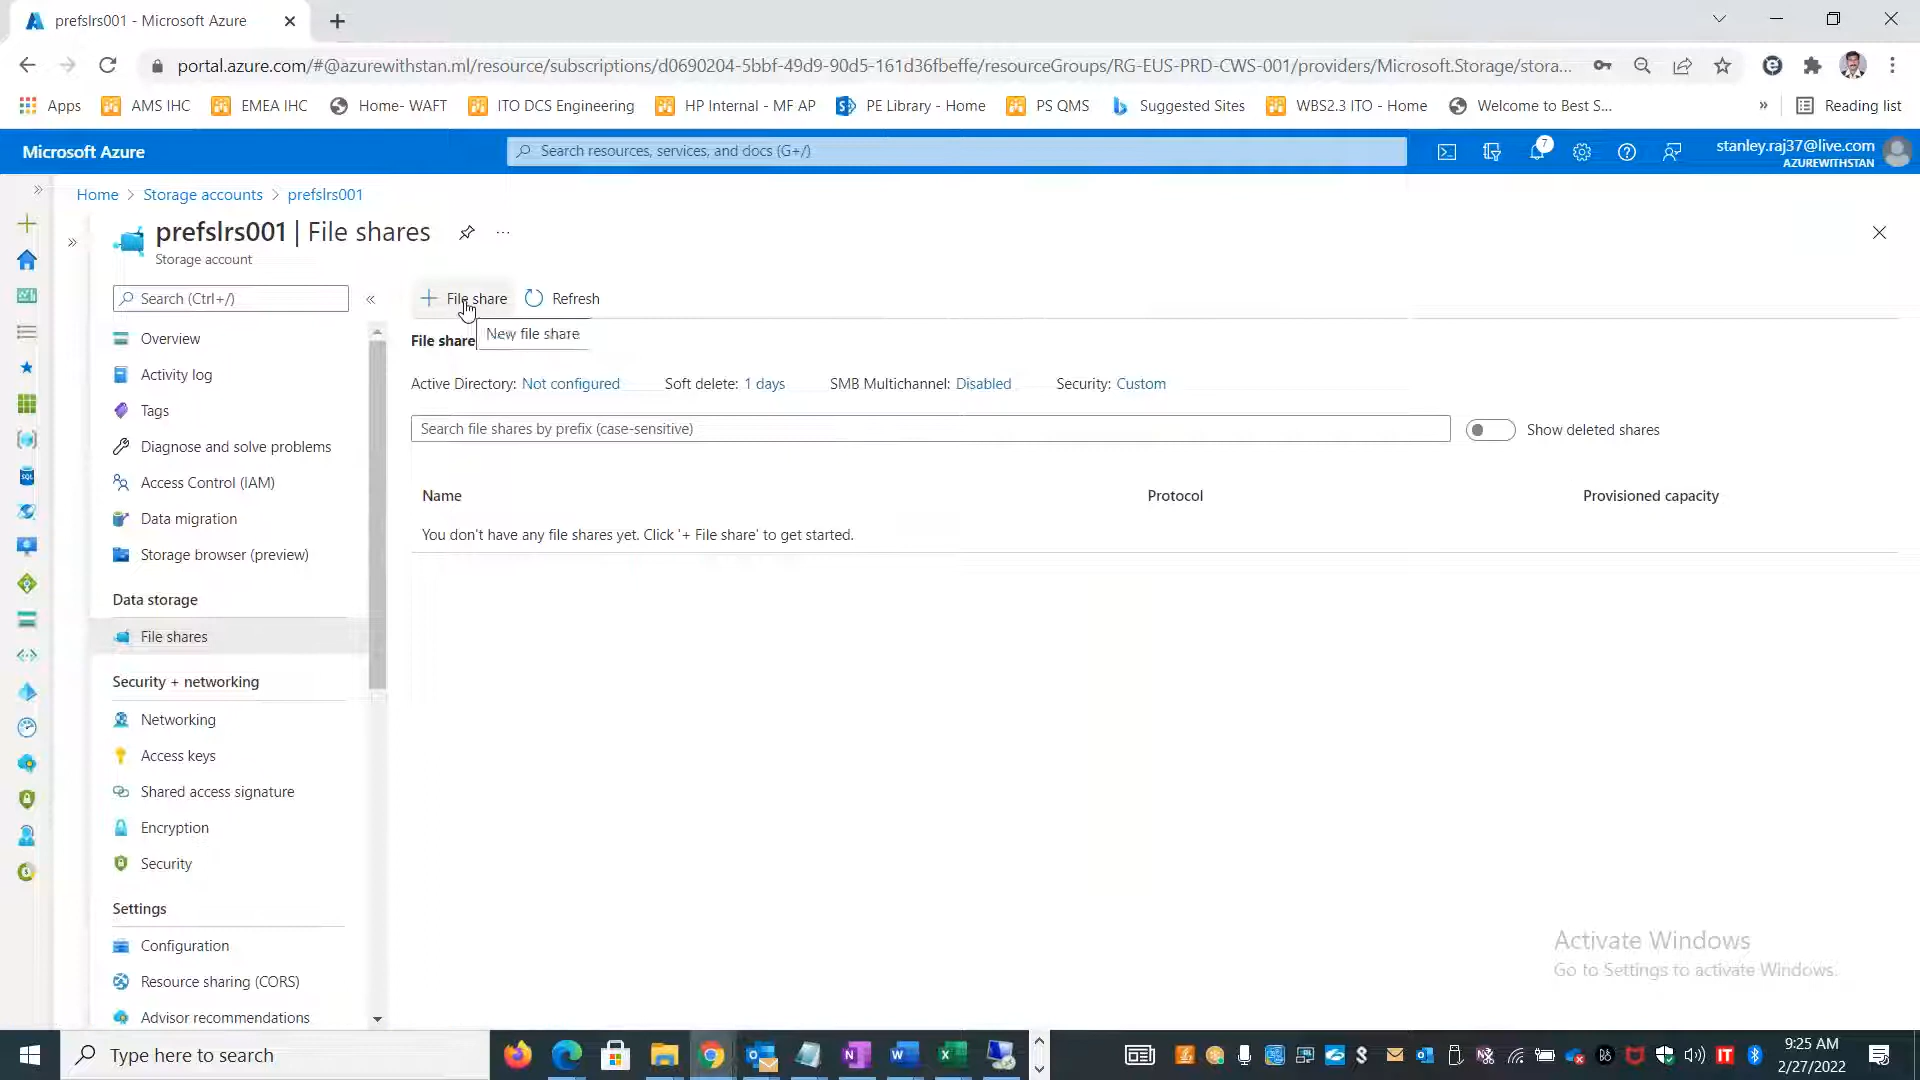 prefslrs001 - Microsoft Azure
portal.azure.com/#@azurewithstan.ml/resource/subscriptions/d0690204-5bbf-49d9-90d5-161d36fbeffe/resourceGroups/RG-EUS-PRD-CWS-001/providers/Microsoft.Storage/stora...
Apps AMS IHC EMEA IHC Home- WAFT ITO DCS Engineering HP Internal - MF AP PE Library - Home PS QMS Suggested Sites WBS2.3 ITO - Home Welcome to Best S... » Reading list
Microsoft Azure
Search resources, services, and docs (G+/)
7
stanley.raj37@live.com
AZUREWITHSTAN
Home > Storage accounts > prefslrs001
prefslrs001 | File shares
Storage account
Search (Ctrl+/)
Overview
Activity log
Tags
Diagnose and solve problems
Access Control (IAM)
Data migration
Storage browser (preview)
Data storage
File shares
Security + networking
Networking
Access keys
Shared access signature
Encryption
Security
Settings
Configuration
Resource sharing (CORS)
Advisor recommendations
File share Refresh
New file share
File share
Active Directory: Not configured Soft delete: 1 days SMB Multichannel: Disabled Security: Custom
Search file shares by prefix (case-sensitive)
Show deleted shares
Name Protocol Provisioned capacity
You don't have any file shares yet. Click '+ File share' to get started.
Activate Windows
Go to Settings to activate Windows.
Type here to search
9:25 AM
2/27/2022